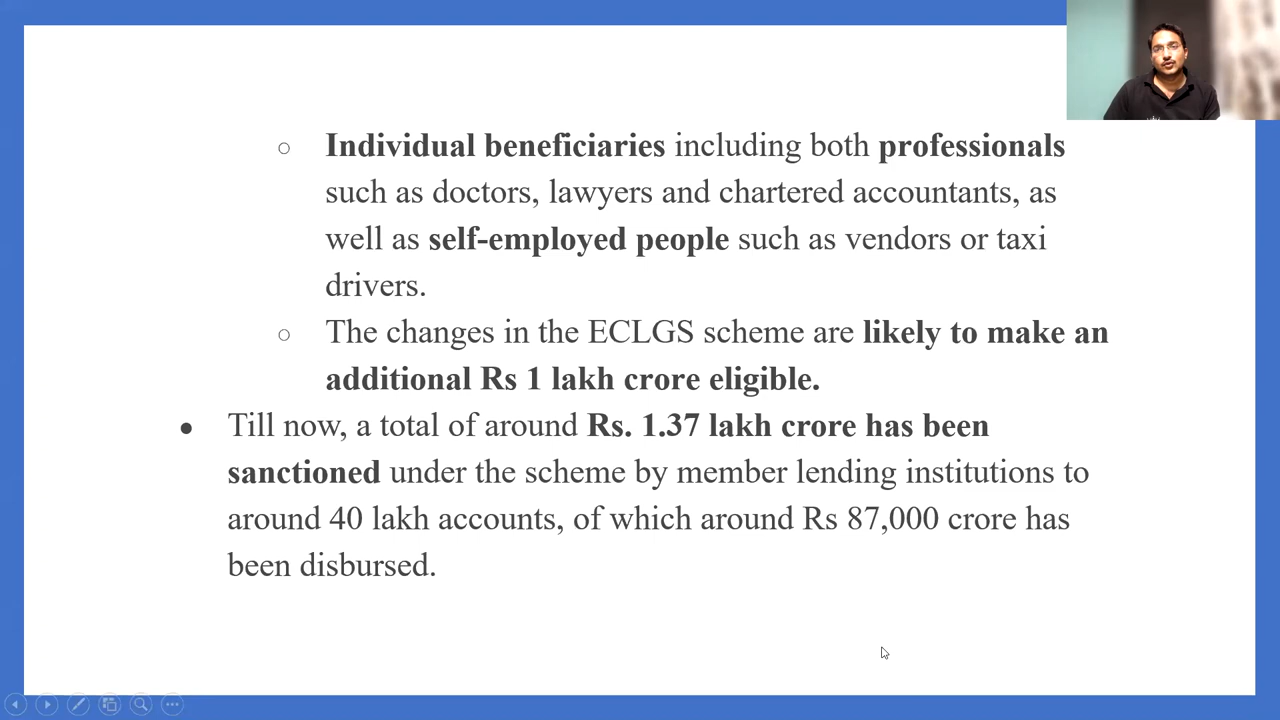 Individual beneficiaries including both professionals
such as doctors, lawyers and chartered accountants, as
well as self-employed people such as vendors or taxi
drivers.
The changes in the ECLGS scheme are likely to make an
additional Rs 1 lakh crore eligible.
Till now, a total of around Rs. 1.37 lakh crore has been
sanctioned under the scheme by member lending institutions to
around 40 lakh accounts, of which around Rs 87,000 crore has
been disbursed.